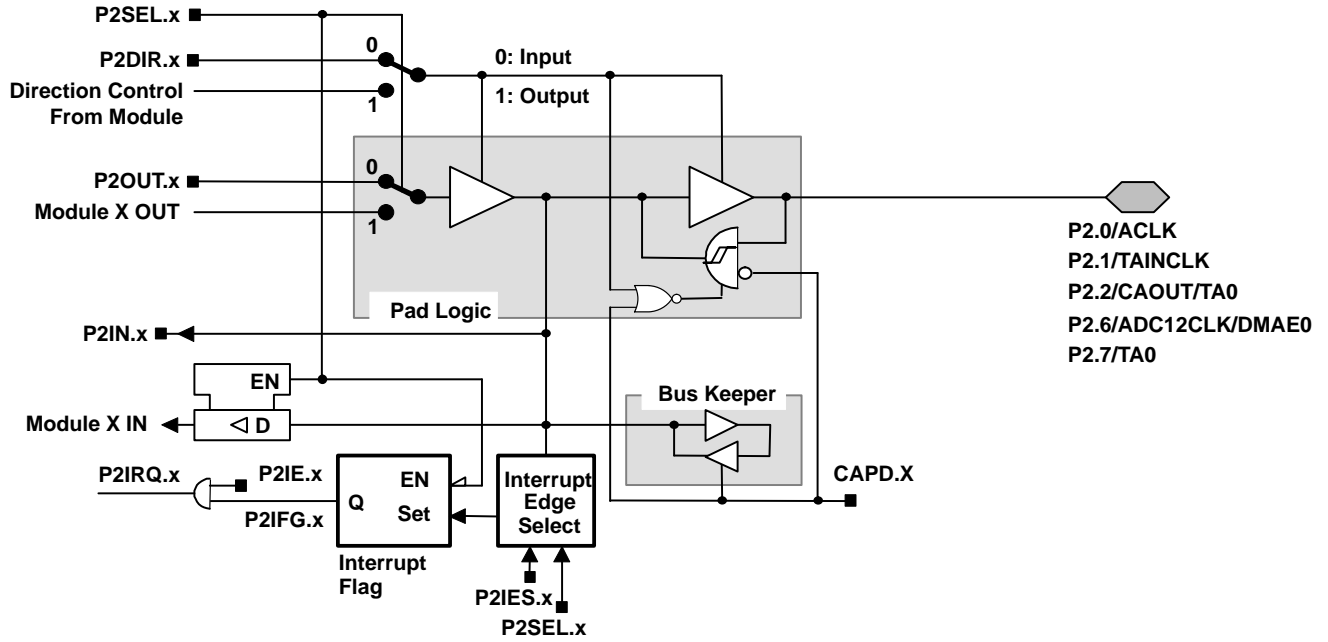 P2SEL.x
P2DIR.x
0
0: Input
Direction Control
From Module
1
1: Output
P2OUT.x
0
Module X OUT
1
P2.0/ACLK
P2.1/TAINCLK
P2.2/CAOUT/TA0
P2.6/ADC12CLK/DMAE0
P2.7/TA0
Pad Logic
P2IN.x
EN
Bus Keeper
Module X IN
D
CAPD.X
P2IRQ.x
P2IE.x
P2IFG.x
Q
EN
Set
Interrupt
Edge
Select
Interrupt
Flag
P2IES.x
P2SEL.x